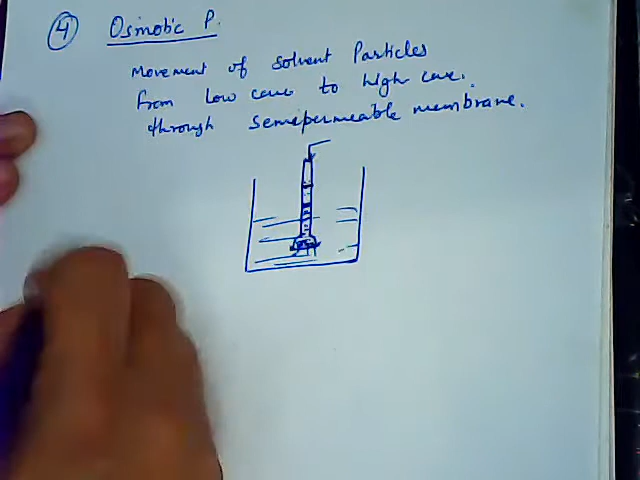 4 Osmotic P.
Movement of solvent Particles
from low conc to high conc.
through semipermeable membrane.